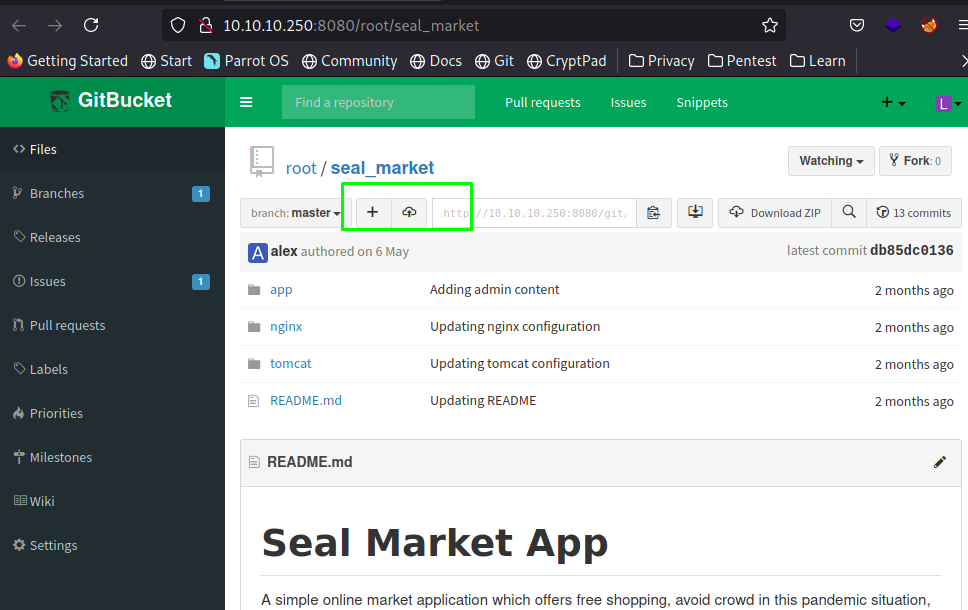 10.10.10.250:8080/root/seal_market
Getting Started Start Parrot OS Community Docs Git CryptPad Privacy Pentest Learn
GitBucket Find a repository Pull requests Issues Snippets + L
Files
Branches 1
Releases
Issues 1
Pull requests
Labels
Priorities
Milestones
Wiki
Settings
root / seal_market Watching Fork: 0
branch: master + http://10.10.10.250:8080/git/ Download ZIP 13 commits
A alex authored on 6 May latest commit db85dc0136
app Adding admin content 2 months ago
nginx Updating nginx configuration 2 months ago
tomcat Updating tomcat configuration 2 months ago
README.md Updating README 2 months ago
README.md
Seal Market App
A simple online market application which offers free shopping, avoid crowd in this pandemic situation,